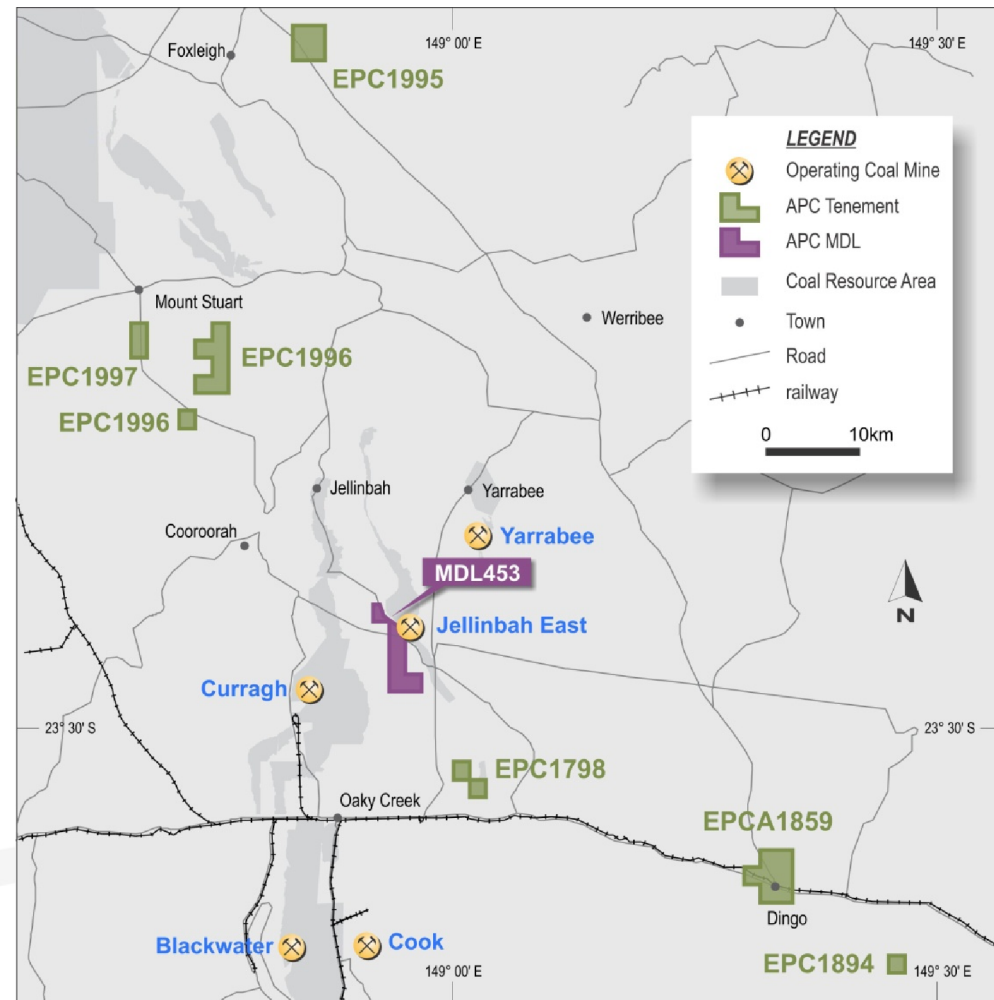 149° 00' E
149° 30' E
Foxleigh
EPC1995
LEGEND
Operating Coal Mine
APC Tenement
APC MDL
Coal Resource Area
Town
Road
railway
0 10km
Mount Stuart
Werribee
EPC1996
EPC1997
EPC1996
Jellinbah
Yarrabee
Cooroorah
Yarrabee
MDL453
N
Jellinbah East
Curragh
23° 30' S
23° 30' S
EPC1798
Oaky Creek
EPCA1859
Dingo
Blackwater
Cook
EPC1894
149° 00' E
149° 30' E